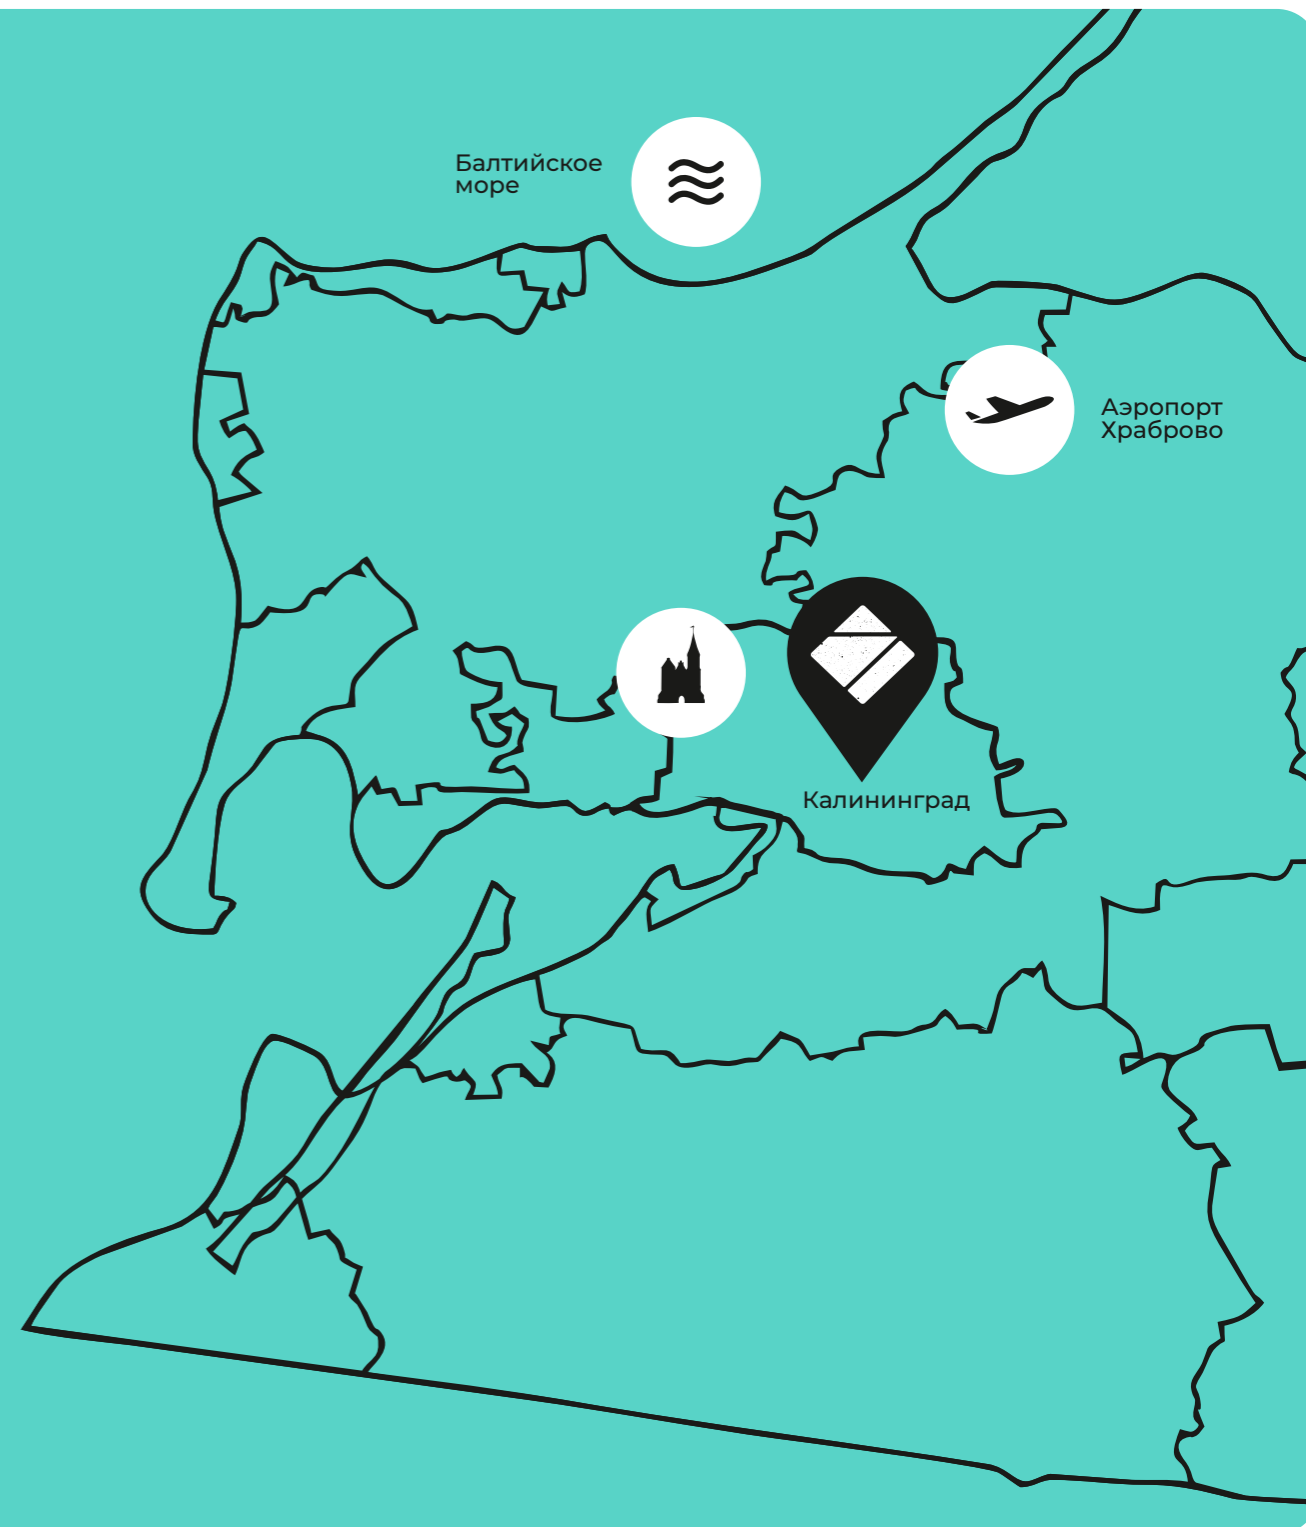 Балтийское
море
Аэропорт
Храброво
Калининград